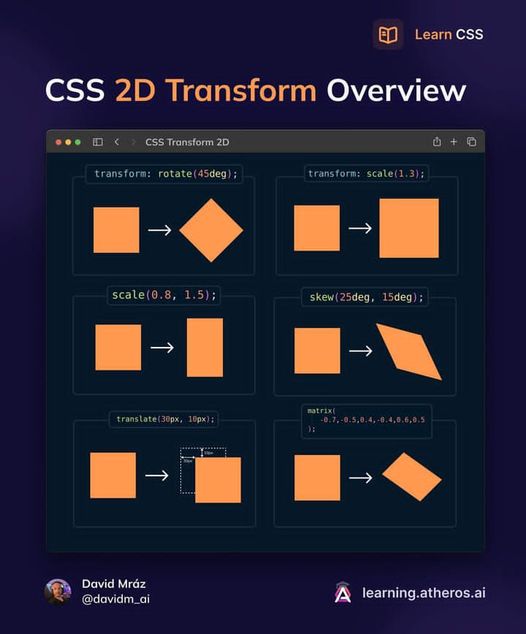 Learn CSS
CSS 2D Transform Overview
CSS Transform 2D
transform: rotate(45deg);
transform: scale(1.3);
scale(0.8, 1.5);
skew(25deg, 15deg);
translate(30px, 10px);
matrix(
-0.7,-0.5,0.4,-0.4,0.6,0.5
);
10px
30px
David Mráz
@davidm_ai
learning.atheros.ai